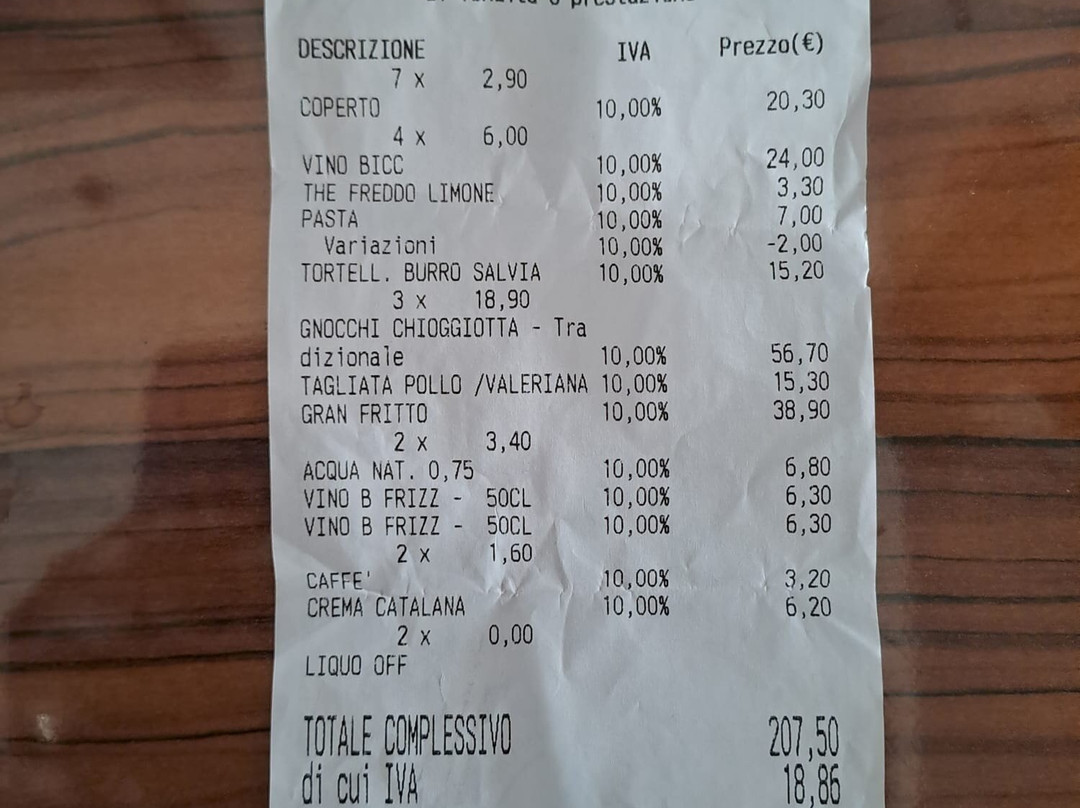 DESCRIZIONE IVA Prezzo(€)
7 x 2,90
COPERTO 10,00% 20,30
4 x 6,00
VINO BICC 10,00% 24,00
THE FREDDO LIMONE 10,00% 3,30
PASTA 10,00% 7,00
Variazioni 10,00% -2,00
TORTELL. BURRO SALVIA 10,00% 15,20
3 x 18,90
GNOCCHI CHIOGGIOTTA - Tra
dizionale 10,00% 56,70
TAGLIATA POLLO /VALERIANA 10,00% 15,30
GRAN FRITTO 10,00% 38,90
2 x 3,40
ACQUA NAT. 0,75 10,00% 6,80
VINO B FRIZZ - 50CL 10,00% 6,30
VINO B FRIZZ - 50CL 10,00% 6,30
2 x 1,60
CAFFE' 10,00% 3,20
CREMA CATALANA 10,00% 6,20
2 x 0,00
LIQUO OFF
TOTALE COMPLESSIVO 207,50
di cui IVA 18,86